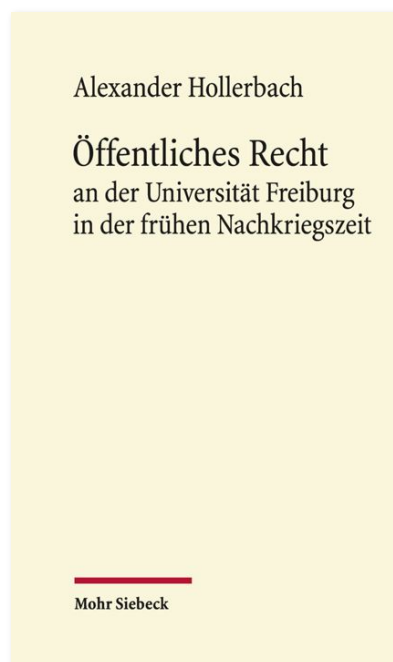 Alexander Hollerbach
Öffentliches Recht
an der Universität Freiburg
in der frühen Nachkriegszeit
Mohr Siebeck